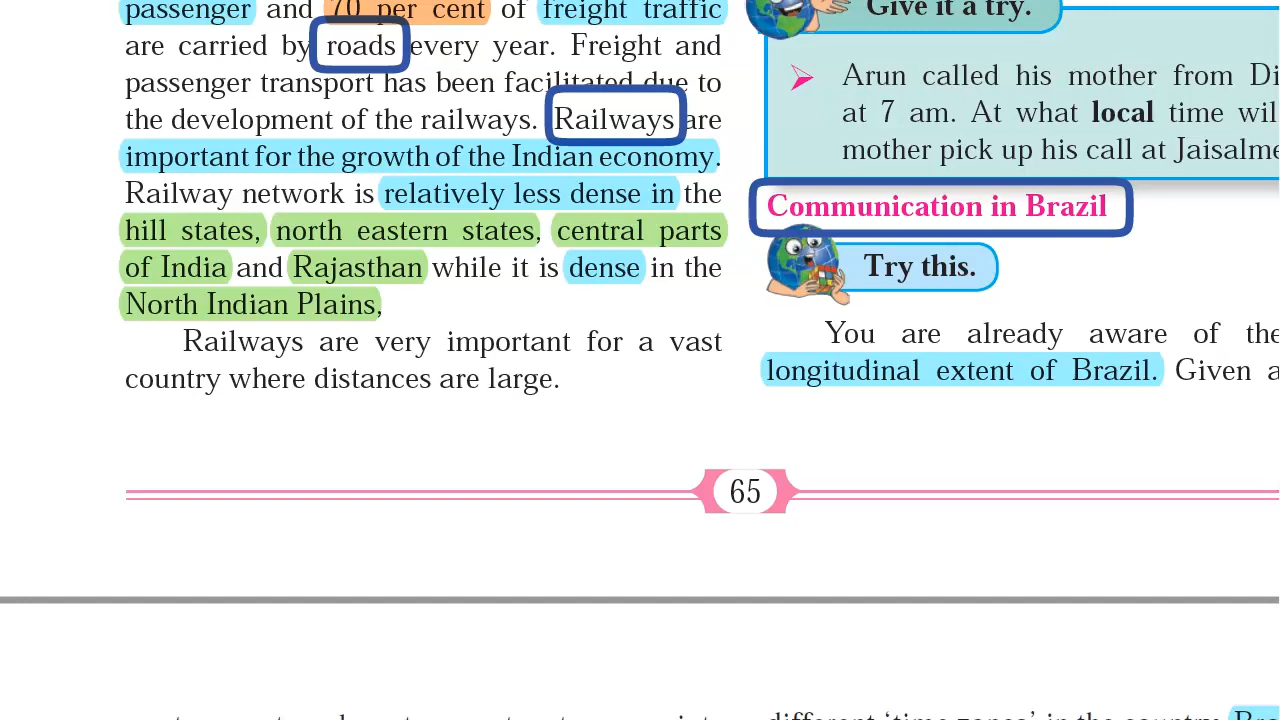 passenger and 70 per cent of freight traffic
are carried by roads every year. Freight and
passenger transport has been facilitated due to
the development of the railways. Railways are
important for the growth of the Indian economy.
Railway network is relatively less dense in the
hill states, north eastern states, central parts
of India and Rajasthan while it is dense in the
North Indian Plains,
Railways are very important for a vast
country where distances are large.
Give it a try.
Arun called his mother from Di
at 7 am. At what local time wil
mother pick up his call at Jaisalme
Communication in Brazil
Try this.
You are already aware of the
longitudinal extent of Brazil. Given a
65
different 'time zones' in the country. Bra